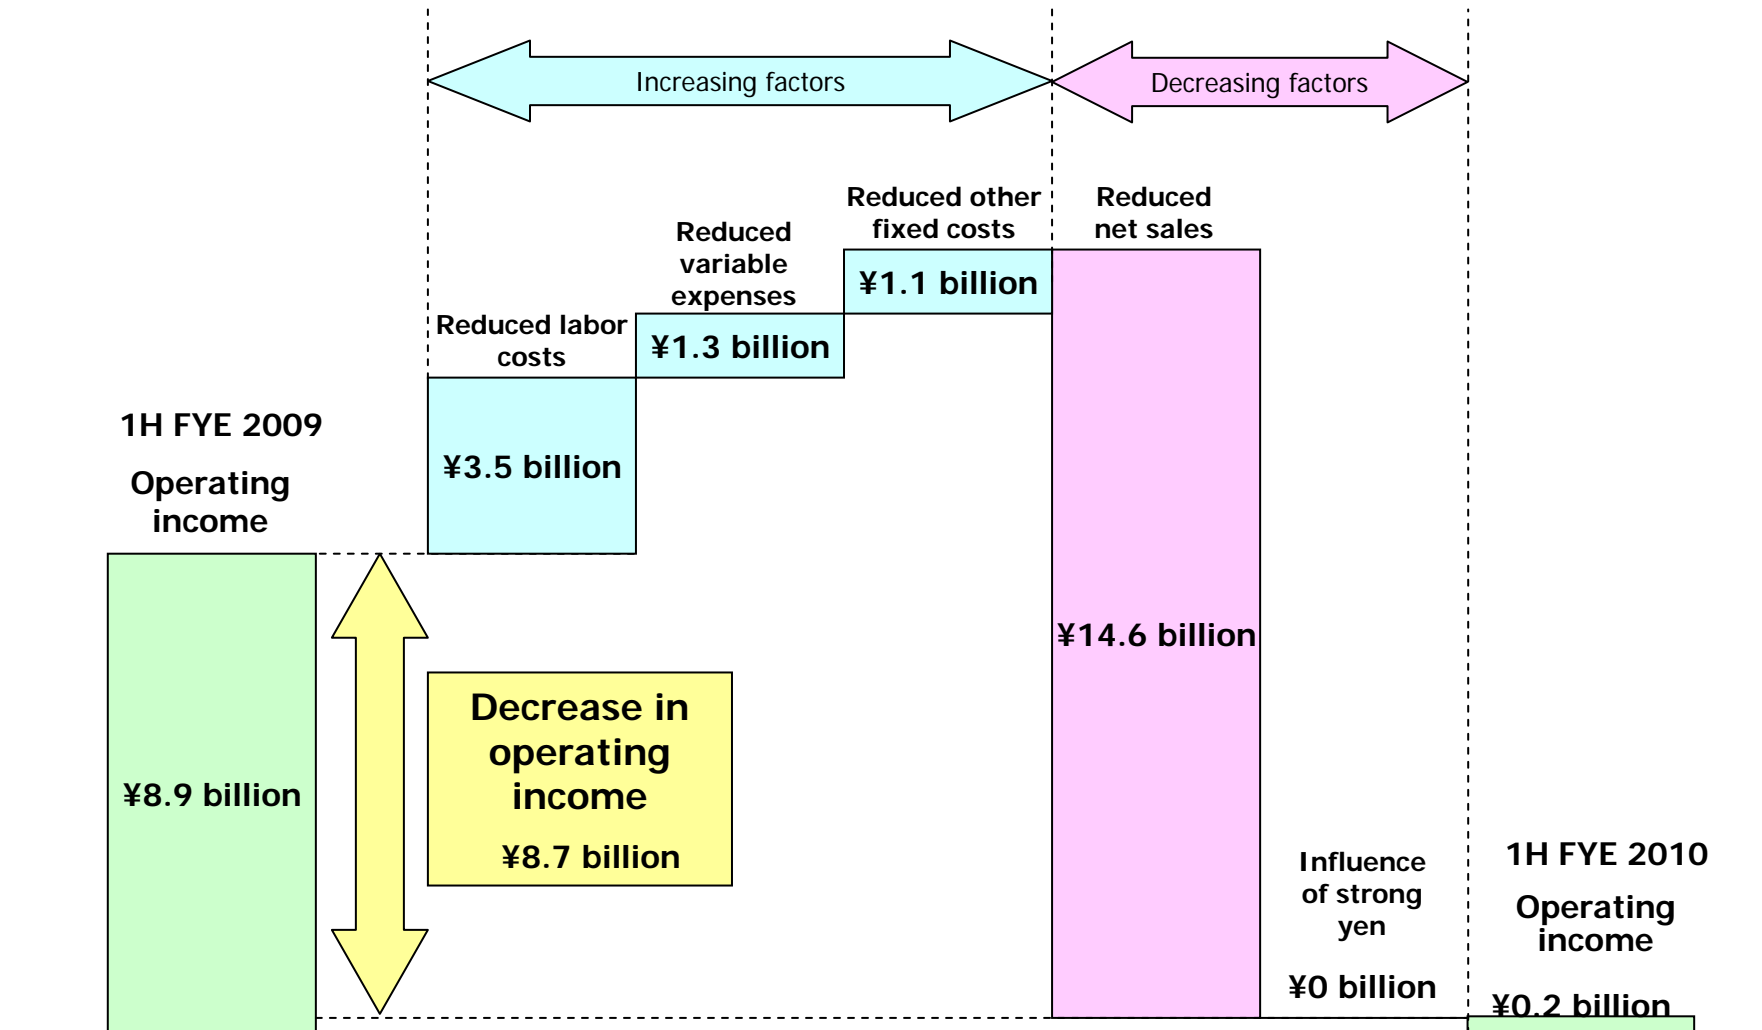 Increasing factors
Decreasing factors
Reduced other
fixed costs
Reduced
net sales
Reduced
variable
expenses
¥1.1 billion
Reduced labor
costs
¥1.3 billion
1H FYE 2009
Operating
income
¥3.5 billion
¥14.6 billion
Decrease in
operating
income
¥8.7 billion
¥8.9 billion
Influence
of strong
yen
¥0 billion
1H FYE 2010
Operating
income
¥0.2 billion